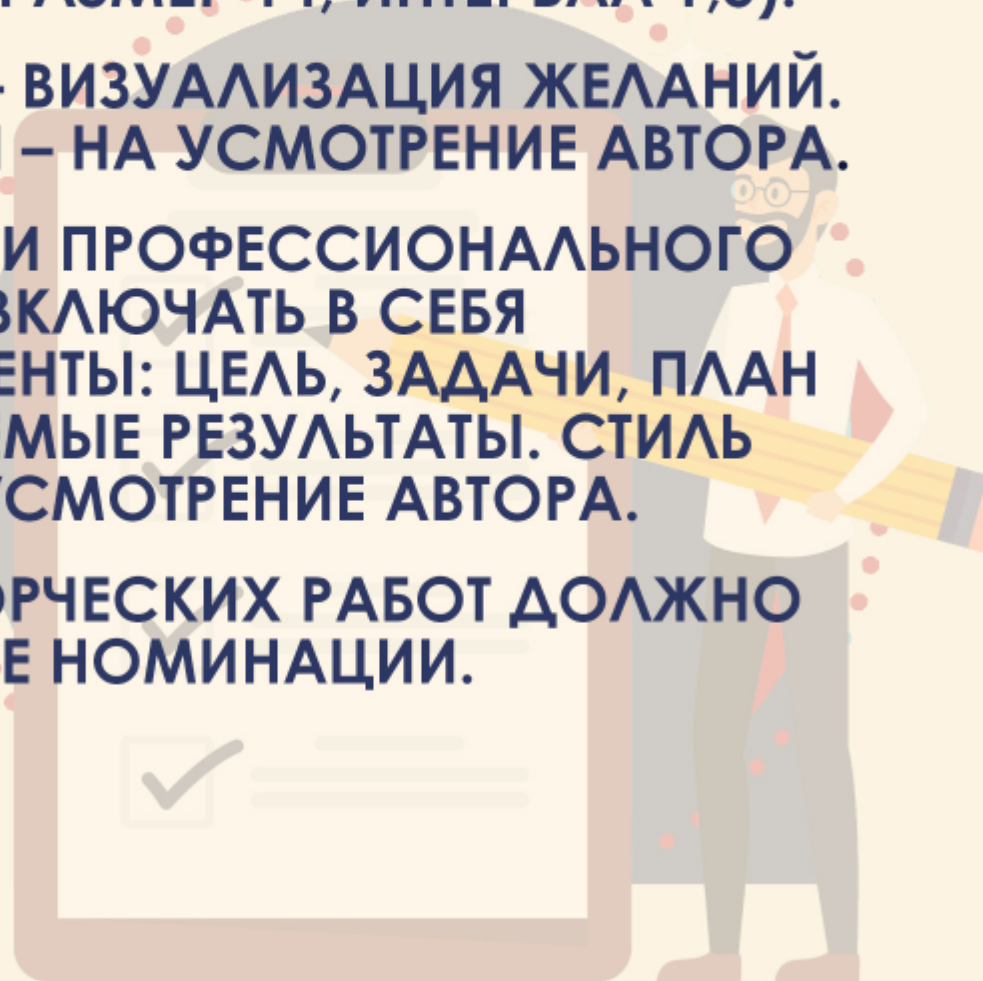 – ВИЗУАЛИЗАЦИЯ ЖЕЛАНИЙ.
– НА УСМОТРЕНИЕ АВТОРА.
И ПРОФЕССИОНАЛЬНОГО
ВКЛЮЧАТЬ В СЕБЯ
ЕНТЫ: ЦЕЛЬ, ЗАДАЧИ, ПЛАН
МЫЕ РЕЗУЛЬТАТЫ. СТИЛЬ
УСМОТРЕНИЕ АВТОРА.
ОРЧЕСКИХ РАБОТ ДОЛЖНО
Е НОМИНАЦИИ.